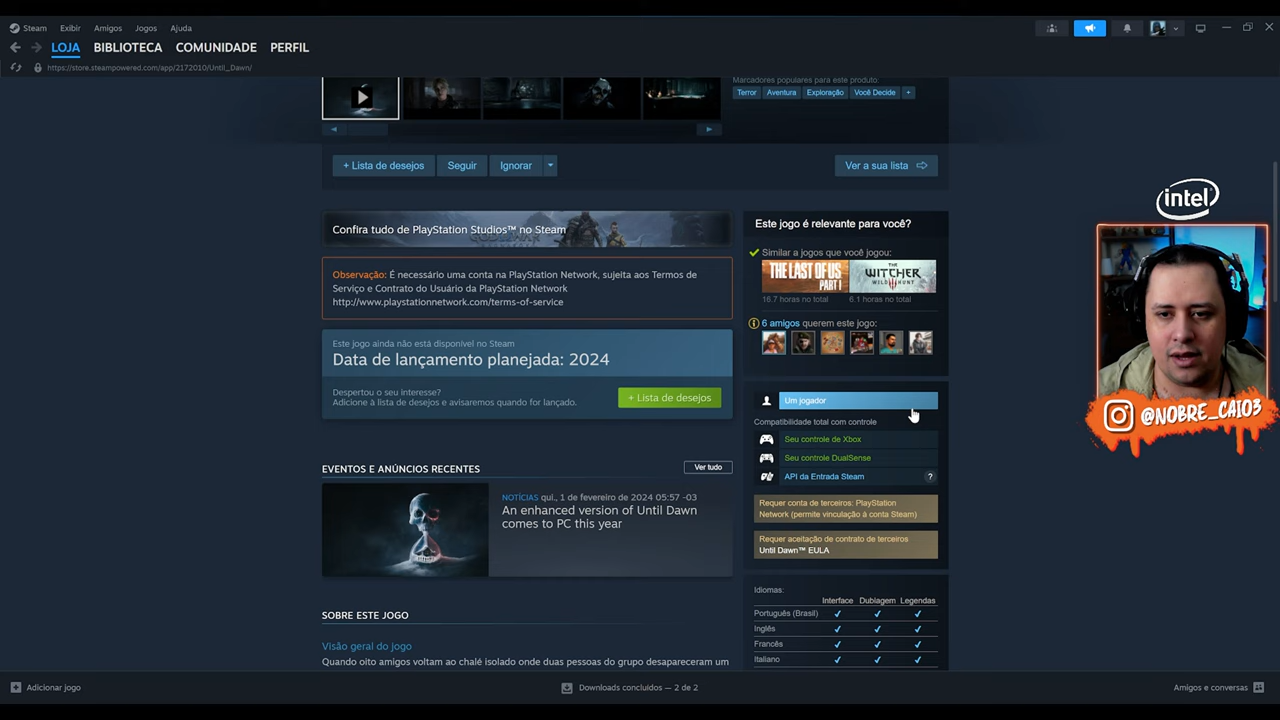 Steam Exibir Amigos Jogos Ajuda
LOJA BIBLIOTECA COMUNIDADE PERFIL
https://store.steampowered.com/app/2172010/Until_Dawn/
Marcadores populares para este produto:
Terror Aventura Exploração Você Decide +
+ Lista de desejos Seguir Ignorar Ver a sua lista
Confira tudo de PlayStation Studios™ no Steam
Observação: É necessário uma conta na PlayStation Network, sujeita aos Termos de
Serviço e Contrato do Usuário da PlayStation Network
http://www.playstationnetwork.com/terms-of-service
Este jogo ainda não está disponível no Steam
Data de lançamento planejada: 2024
Despertou o seu interesse?
Adicione à lista de desejos e avisaremos quando for lançado.
+ Lista de desejos
EVENTOS E ANÚNCIOS RECENTES
Ver tudo
NOTÍCIAS qui., 1 de fevereiro de 2024 05:57 -03
An enhanced version of Until Dawn
comes to PC this year
SOBRE ESTE JOGO
Visão geral do jogo
Quando oito amigos voltam ao chalé isolado onde duas pessoas do grupo desapareceram um
Este jogo é relevante para você?
Similar a jogos que você jogou:
THE LAST OF US
PART I
THE
WITCHER
WILD HUNT
16.7 horas no total 6.1 horas no total
6 amigos querem este jogo:
Um jogador
Compatibilidade total com controle
Seu controle de Xbox
Seu controle DualSense
API da Entrada Steam ?
Requer conta de terceiros: PlayStation
Network (permite vinculação à conta Steam)
Requer aceitação de contrato de terceiros
Until Dawn™ EULA
Idiomas:
Interface Dublagem Legendas
Português (Brasil) ✔ ✔ ✔
Inglês ✔ ✔ ✔
Francês ✔ ✔ ✔
Italiano ✔ ✔ ✔
intel
@NOBRE_CAIO3
Adicionar jogo
Downloads concluídos — 2 de 2
Amigos e conversas